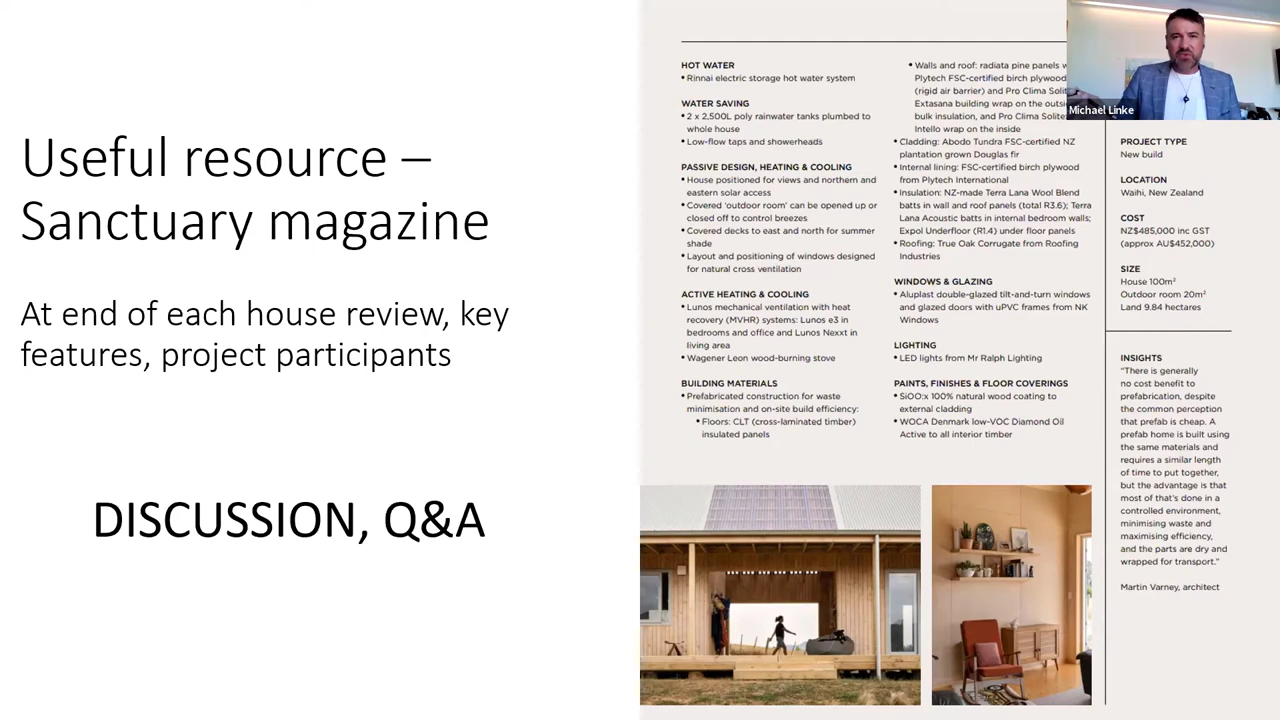 Useful resource –
Sanctuary magazine
At end of each house review, key
features, project participants
DISCUSSION, Q&A
HOT WATER
• Rinnai electric storage hot water system
WATER SAVING
• 2 x 2,500L poly rainwater tanks plumbed to
whole house
• Low-flow taps and showerheads
PASSIVE DESIGN, HEATING & COOLING
• House positioned for views and northern and
eastern solar access
• Covered ‘outdoor room’ can be opened up or
closed off to control breezes
• Covered decks to east and north for summer
shade
• Layout and positioning of windows designed
for natural cross ventilation
ACTIVE HEATING & COOLING
• Lunos mechanical ventilation with heat
recovery (MVHR) systems: Lunos e3 in
bedrooms and office and Lunos Nexxt in
living area
• Wagener Leon wood-burning stove
BUILDING MATERIALS
• Prefabricated construction for waste
minimisation and on-site build efficiency:
• Floors: CLT (cross-laminated timber)
insulated panels
• Walls and roof: radiata pine panels
Plytech FSC-certified birch plywood
(rigid air barrier) and Pro Clima
Extasana building wrap on the
bulk insulation, and Pro Clima
Intello wrap on the inside
• Cladding: Abodo Tundra FSC-certified NZ
plantation grown Douglas fir
• Internal lining: FSC-certified birch plywood
from Plytech International
• Insulation: NZ-made Terra Lana Wool Blend
batts in wall and roof panels (total R3.6); Terra
Lana Acoustic batts in internal bedroom walls;
Expol Underfloor (R1.4) under floor panels
• Roofing: True Oak Corrugate from Roofing
Industries
WINDOWS & GLAZING
• Aluplast double-glazed tilt-and-turn windows
and glazed doors with uPVC frames from NK
Windows
LIGHTING
• LED lights from Mr Ralph Lighting
PAINTS, FINISHES & FLOOR COVERINGS
• SiOO:x 100% natural wood coating to
external cladding
• WOCA Denmark low-VOC Diamond Oil
Active to all interior timber
Michael Linke
PROJECT TYPE
New build
LOCATION
Waihi, New Zealand
COST
NZ$485,000 inc GST
(approx AU$452,000)
SIZE
House 100m²
Outdoor room 20m²
Land 9.84 hectares
INSIGHTS
“There is generally
no cost benefit to
prefabrication, despite
the common perception
that prefab is cheap. A
prefab home is built using
the same materials and
requires a similar length
of time to put together,
but the advantage is that
most of that’s done in a
controlled environment,
minimising waste and
maximising efficiency,
and the parts are dry and
wrapped for transport.”
Martin Varney, architect